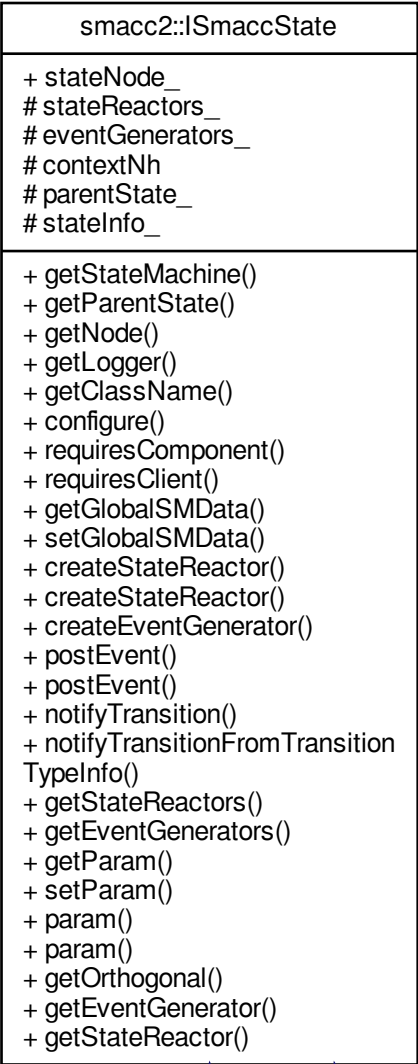 smacc2::ISmaccState
+ stateNode_
# stateReactors_
# eventGenerators_
# contextNh
# parentState_
# stateInfo_
+ getStateMachine()
+ getParentState()
+ getNode()
+ getLogger()
+ getClassName()
+ configure()
+ requiresComponent()
+ requiresClient()
+ getGlobalSMData()
+ setGlobalSMData()
+ createStateReactor()
+ createStateReactor()
+ createEventGenerator()
+ postEvent()
+ postEvent()
+ notifyTransition()
+ notifyTransitionFromTransition
TypeInfo()
+ getStateReactors()
+ getEventGenerators()
+ getParam()
+ setParam()
+ param()
+ param()
+ getOrthogonal()
+ getEventGenerator()
+ getStateReactor()